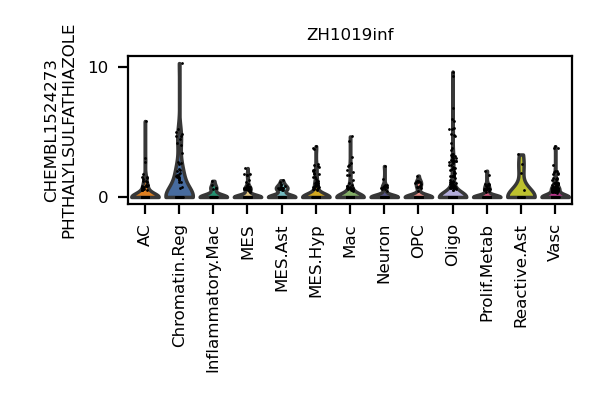 ZH1019inf
CHEMBL1524273
PHTHALYLSULFATHIAZOLE
10
0
AC
Chromatin.Reg
Inflammatory.Mac
MES
MES.Ast
MES.Hyp
Mac
Neuron
OPC
Oligo
Prolif.Metab
Reactive.Ast
Vasc